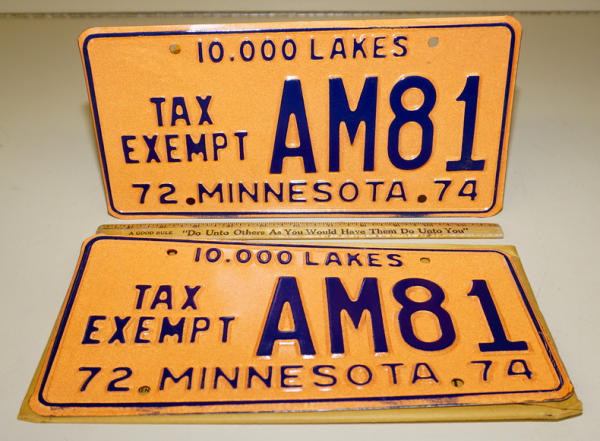 10.000 LAKES
TAX
EXEMPT AM81
72 MINNESOTA 74
A GOOD RULE "Do Unto Others As You Would Have Them Do Unto You"
10.000 LAKES
TAX
EXEMPT AM81
72 MINNESOTA 74